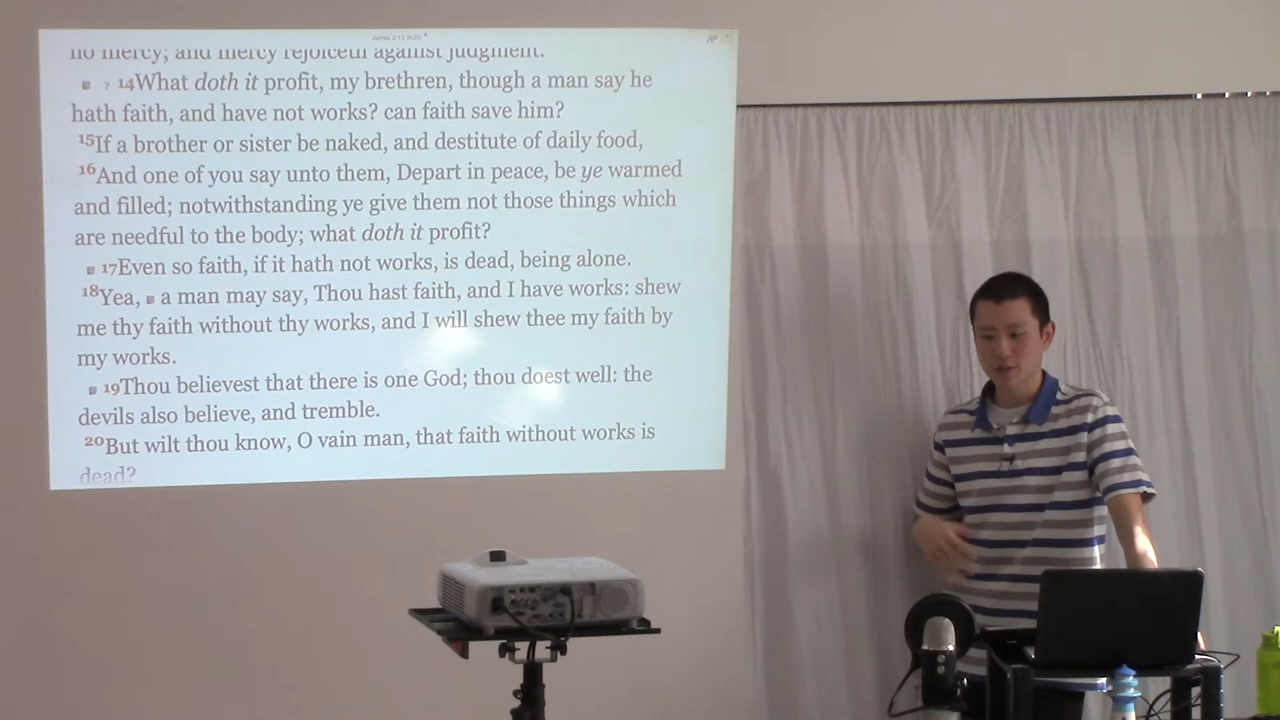 James 2:13 (KJV)
no mercy; and mercy rejoiceth against judgment.
14What doth it profit, my brethren, though a man say he
hath faith, and have not works? can faith save him?
15If a brother or sister be naked, and destitute of daily food,
16And one of you say unto them, Depart in peace, be ye warmed
and filled; notwithstanding ye give them not those things which
are needful to the body; what doth it profit?
17Even so faith, if it hath not works, is dead, being alone.
18Yea, a man may say, Thou hast faith, and I have works: shew
me thy faith without thy works, and I will shew thee my faith by
my works.
19Thou believest that there is one God; thou doest well: the
devils also believe, and tremble.
20But wilt thou know, O vain man, that faith without works is
dead?